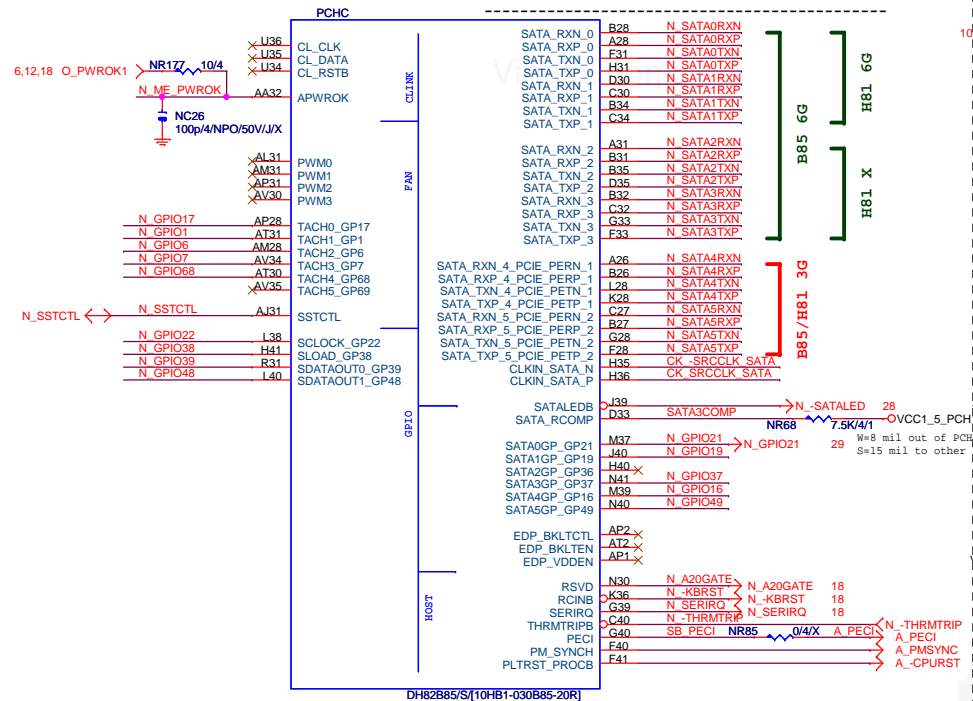 PCHC
U36 CL_CLK
U35 CL_DATA
U34 CL_RSTB
6,12,18 O_PWROK1 NR177 10/4
N_ME_PWROK AA32 APWROK
NC26
100p/4/NPO/50V/J/X
CLINK
AL31 PWM0
AM31 PWM1
AP31 PWM2
AV30 PWM3
FAN
N_GPIO17 AP28 TACH0_GP17
N_GPIO1 AT31 TACH1_GP1
N_GPIO6 AM28 TACH2_GP6
N_GPIO7 AV34 TACH3_GP7
N_GPIO68 AT30 TACH4_GP68
AV35 TACH5_GP69
N_SSTCTL N_SSTCTL AJ31 SSTCTL
N_GPIO22 L38 SCLOCK_GP22
N_GPIO38 H41 SLOAD_GP38
N_GPIO39 R31 SDATAOUT0_GP39
N_GPIO48 L40 SDATAOUT1_GP48
GPIO
HOST
SATA_RXN_0 B28 N_SATA0RXN
SATA_RXP_0 A28 N_SATA0RXP
SATA_TXN_0 F31 N_SATA0TXN
SATA_TXP_0 H31 N_SATA0TXP
SATA_RXN_1 D30 N_SATA1RXN
SATA_RXP_1 C30 N_SATA1RXP
SATA_TXN_1 B34 N_SATA1TXN
SATA_TXP_1 C34 N_SATA1TXP
SATA_RXN_2 A31 N_SATA2RXN
SATA_RXP_2 B31 N_SATA2RXP
SATA_TXN_2 B35 N_SATA2TXN
SATA_TXP_2 D35 N_SATA2TXP
SATA_RXN_3 B32 N_SATA3RXN
SATA_RXP_3 C32 N_SATA3RXP
SATA_TXN_3 G33 N_SATA3TXN
SATA_TXP_3 F33 N_SATA3TXP
B85 6G
H81 6G
H81 X
10
SATA_RXN_4_PCIE_PERN_1 A26 N_SATA4RXN
SATA_RXP_4_PCIE_PERP_1 B26 N_SATA4RXP
SATA_TXN_4_PCIE_PETN_1 L28 N_SATA4TXN
SATA_TXP_4_PCIE_PETP_1 K28 N_SATA4TXP
SATA_RXN_5_PCIE_PERN_2 C27 N_SATA5RXN
SATA_RXP_5_PCIE_PERP_2 B27 N_SATA5RXP
SATA_TXN_5_PCIE_PETN_2 G28 N_SATA5TXN
SATA_TXP_5_PCIE_PETP_2 F28 N_SATA5TXP
B85/H81 3G
CLKIN_SATA_N H35 CK_-SRCCLK_SATA
CLKIN_SATA_P H36 CK_SRCCLK_SATA
SATALEDB J39 N_-SATALED 28
SATA_RCOMP D33 SATA3COMP NR68 7.5K/4/1 VCC1_5_PCH
W=8 mil out of PCH
S=15 mil to other
SATA0GP_GP21 M37 N_GPIO21 N_GPIO21 29
SATA1GP_GP19 J40 N_GPIO19
SATA2GP_GP36 H40
SATA3GP_GP37 N41 N_GPIO37
SATA4GP_GP16 M39 N_GPIO16
SATA5GP_GP49 N40 N_GPIO49
EDP_BKLTCTL AP2
EDP_BKLTEN AT2
EDP_VDDEN AP1
RSVD N30 N_A20GATE N_A20GATE 18
RCINB K36 N_-KBRST N_-KBRST 18
SERIRQ G39 N_SERIRQ N_SERIRQ 18
THRMTRIPB C40 N_-THRMTRIP N_-THRMTRIP
PECI G40 SB_PECI NR85 0/4/X A_PECI A_PECI
PM_SYNCH F40 A_PMSYNC
PLTRST_PROCB F41 A_-CPURST
DH82B85/S/[10HB1-030B85-20R]